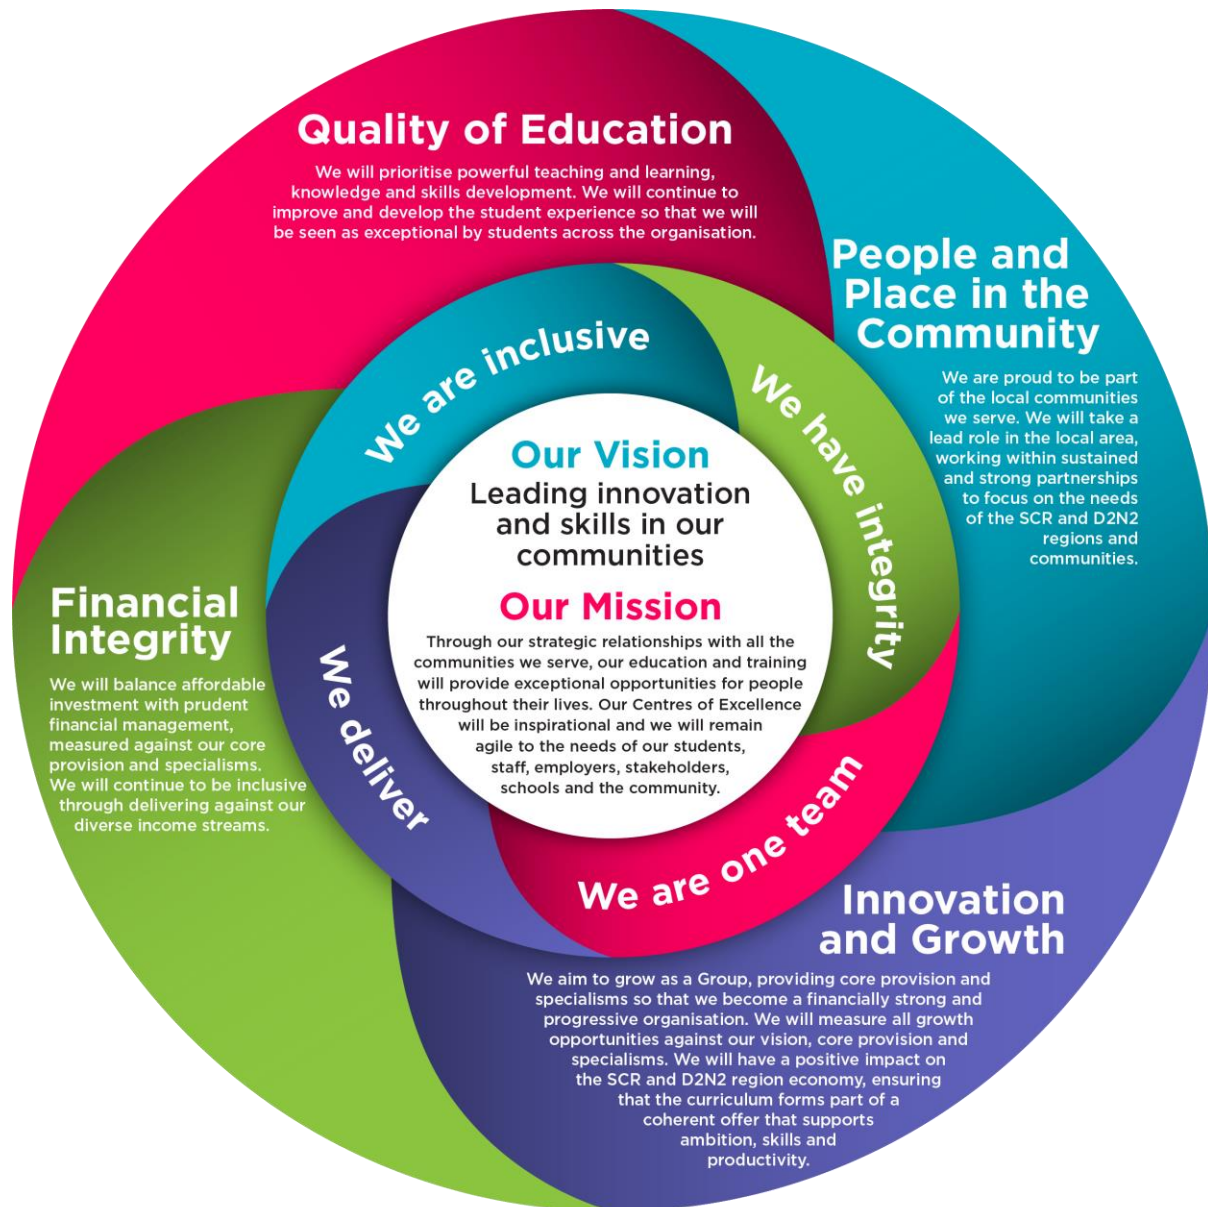 Quality of Education
We will prioritise powerful teaching and learning,
knowledge and skills development. We will continue to
improve and develop the student experience so that we will
be seen as exceptional by students across the organisation.
People and
Place in the
Community
We are proud to be part
of the local communities
we serve. We will take a
lead role in the local area,
working within sustained
and strong partnerships
to focus on the needs
of the SCR and D2N2
regions and
communities.
We are inclusive
We have integrity
Our Vision
Leading innovation
and skills in our
communities
Our Mission
Through our strategic relationships with all the
communities we serve, our education and training
will provide exceptional opportunities for people
throughout their lives. Our Centres of Excellence
will be inspirational and we will remain
agile to the needs of our students,
staff, employers, stakeholders,
schools and the community.
Financial
Integrity
We will balance affordable
investment with prudent
financial management,
measured against our core
provision and specialisms.
We will continue to be inclusive
through delivering against our
diverse income streams.
We deliver
We are one team
Innovation
and Growth
We aim to grow as a Group, providing core provision and
specialisms so that we become a financially strong and
progressive organisation. We will measure all growth
opportunities against our vision, core provision and
specialisms. We will have a positive impact on
the SCR and D2N2 region economy, ensuring
that the curriculum forms part of a
coherent offer that supports
ambition, skills and
productivity.